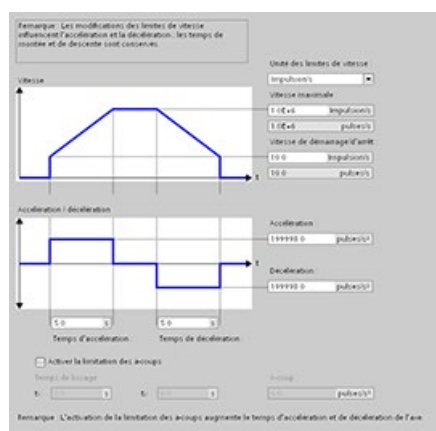 Remarque : Les modifications des limites de vitesse
influencent l'accélération et la décélération; les temps de
montée et de descente sont conservés.
Unité des limites de vitesse :
Impulsion/s
Vitesse
Vitesse maximale :
1.0E+6 Impulsion/s
1.0E+6 pulses/s
Vitesse de démarrage/d'arrêt
10.0 Impulsion/s
10.0 pulses/s
t
Accélération / décélération
Accélération :
199998.0 pulses/s²
t
Décélération :
199998.0 pulses/s²
5.0 s 5.0 s
Temps d'accélération : Temps de décélération :
Activer la limitation des à-coups
Temps de lissage : A-coup :
t₁ s t₂ s pulses/s³
Remarque : L'activation de la limitation des à-coups augmente le temps d'accélération et de décélération de l'axe.